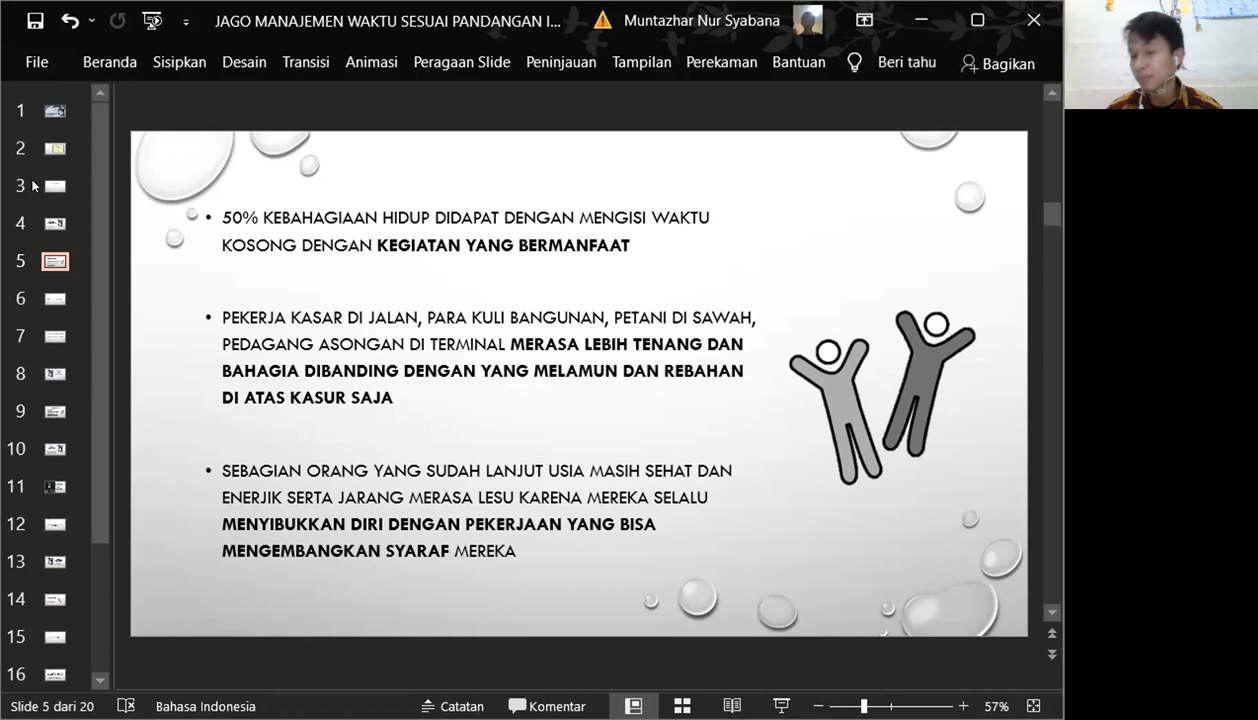 JAGO MANAJEMEN WAKTU SESUAI PANDANGAN I...
Muntazhar Nur Syabana
File Beranda Sisipkan Desain Transisi Animasi Peragaan Slide Peninjauan Tampilan Perekaman Bantuan Beri tahu Bagikan
1
2
3
4
5
6
7
8
9
10
11
12
13
14
15
16
• 50% KEBAHAGIAAN HIDUP DIDAPAT DENGAN MENGISI WAKTU
KOSONG DENGAN KEGIATAN YANG BERMANFAAT
• PEKERJA KASAR DI JALAN, PARA KULI BANGUNAN, PETANI DI SAWAH,
PEDAGANG ASONGAN DI TERMINAL MERASA LEBIH TENANG DAN
BAHAGIA DIBANDING DENGAN YANG MELAMUN DAN REBAHAN
DI ATAS KASUR SAJA
• SEBAGIAN ORANG YANG SUDAH LANJUT USIA MASIH SEHAT DAN
ENERJIK SERTA JARANG MERASA LESU KARENA MEREKA SELALU
MENYIBUKKAN DIRI DENGAN PEKERJAAN YANG BISA
MENGEMBANGKAN SYARAF MEREKA
Slide 5 dari 20 Bahasa Indonesia Catatan Komentar 57%